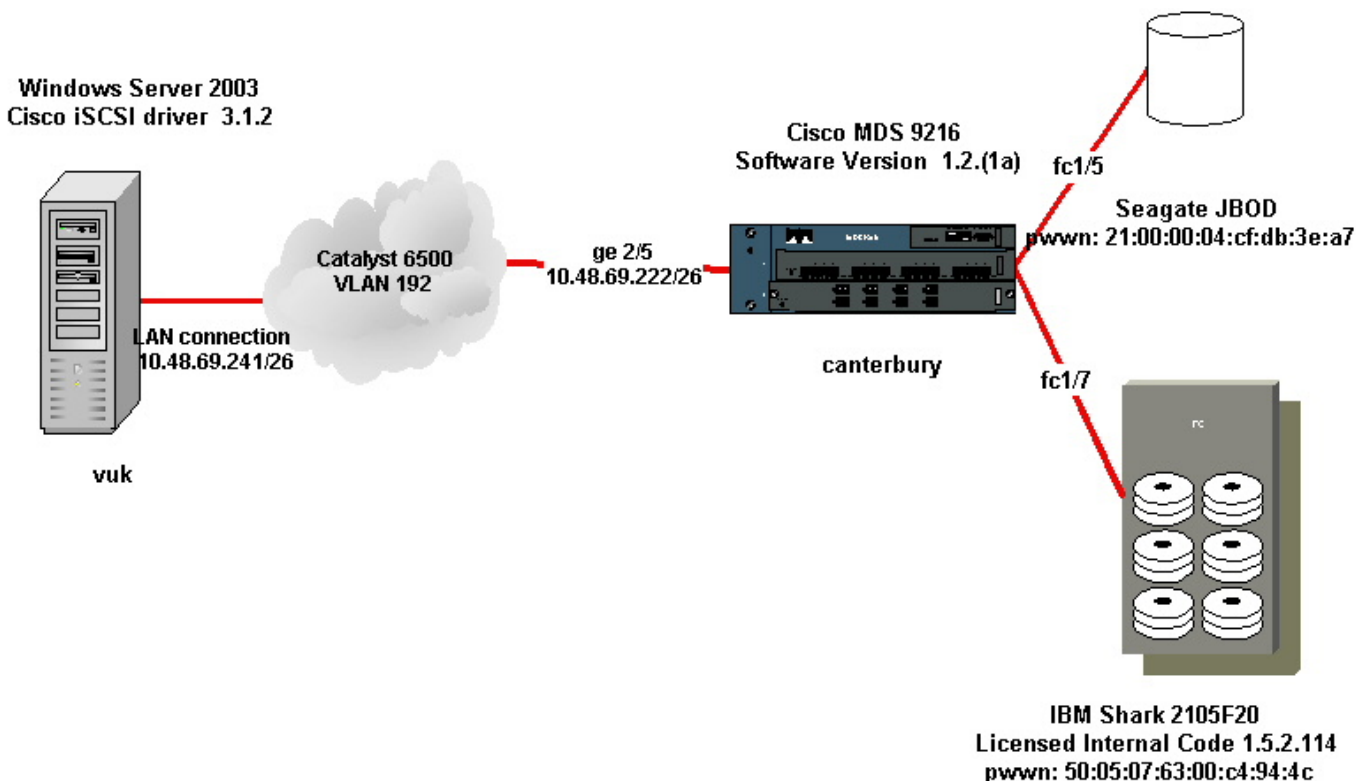 Windows Server 2003
Cisco iSCSI driver 3.1.2
Cisco MDS 9216
Software Version 1.2.(1a)
fc1/5
Seagate JBOD
pwwn: 21:00:00:04:cf:db:3e:a7
Catalyst 6500
VLAN 192
ge 2/5
10.48.69.222/26
LAN connection
10.48.69.241/26
canterbury
fc1/7
vuk
IBM Shark 2105F20
Licensed Internal Code 1.5.2.114
pwwn: 50:05:07:63:00:c4:94:4c